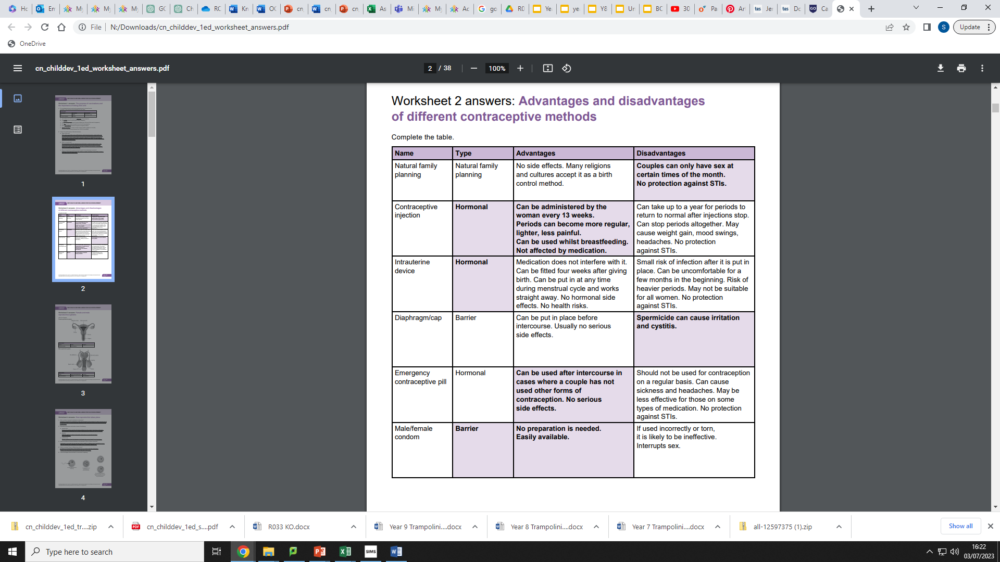 Hc
En
My
My
My
GC
Ch
RC
Kn
OC
cn
cn
cn
As
Mi
My
Ac
gc
R0
Ye
ye
Y8
Un
BC
30
Pa
Ar
Jer
Dc
Ca
File
N:/Downloads/cn_childdev_1ed_worksheet_answers.pdf
S
Update
OneDrive
cn_childdev_1ed_worksheet_answers.pdf
2 / 38
100%
1
2
3
4
Worksheet 2 answers: Advantages and disadvantages
of different contraceptive methods
Complete the table.
Name
Type
Advantages
Disadvantages
Natural family
planning
Natural family
planning
No side effects. Many religions
and cultures accept it as a birth
control method.
Couples can only have sex at
certain times of the month.
No protection against STIs.
Contraceptive
injection
Hormonal
Can be administered by the
woman every 13 weeks.
Periods can become more regular,
lighter, less painful.
Can be used whilst breastfeeding.
Not affected by medication.
Can take up to a year for periods to
return to normal after injections stop.
Can stop periods altogether. May
cause weight gain, mood swings,
headaches. No protection
against STIs.
Intrauterine
device
Hormonal
Medication does not interfere with it.
Can be fitted four weeks after giving
birth. Can be put in at any time
during menstrual cycle and works
straight away. No hormonal side
effects. No health risks.
Small risk of infection after it is put in
place. Can be uncomfortable for a
few months in the beginning. Risk of
heavier periods. May not be suitable
for all women. No protection
against STIs.
Diaphragm/cap
Barrier
Can be put in place before
intercourse. Usually no serious
side effects.
Spermicide can cause irritation
and cystitis.
Emergency
contraceptive pill
Hormonal
Can be used after intercourse in
cases where a couple has not
used other forms of
contraception. No serious
side effects.
Should not be used for contraception
on a regular basis. Can cause
sickness and headaches. May be
less effective for those on some
types of medication. No protection
against STIs.
Male/female
condom
Barrier
No preparation is needed.
Easily available.
If used incorrectly or torn,
it is likely to be ineffective.
Interrupts sex.
cn_childdev_1ed_tr....zip
cn_childdev_1ed_s....pdf
R033 KO.docx
Year 9 Trampolini....docx
Year 8 Trampolini....docx
Year 7 Trampolini....docx
all-12597375 (1).zip
Show all
Type here to search
SIMS
16:22
03/07/2023